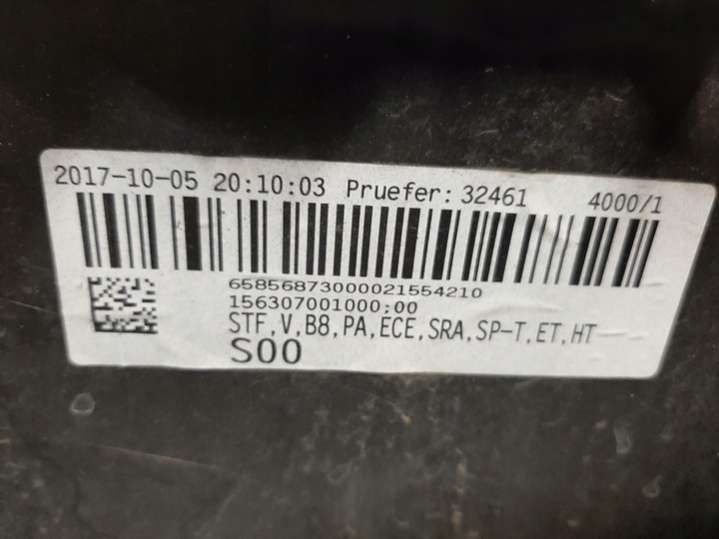 2017-10-05 20:10:03 Pruefer: 32461 4000/1
65856873000021554210
156307001000;00
STF,V,B8,PA,ECE,SRA,SP-T,ET,HT
S00